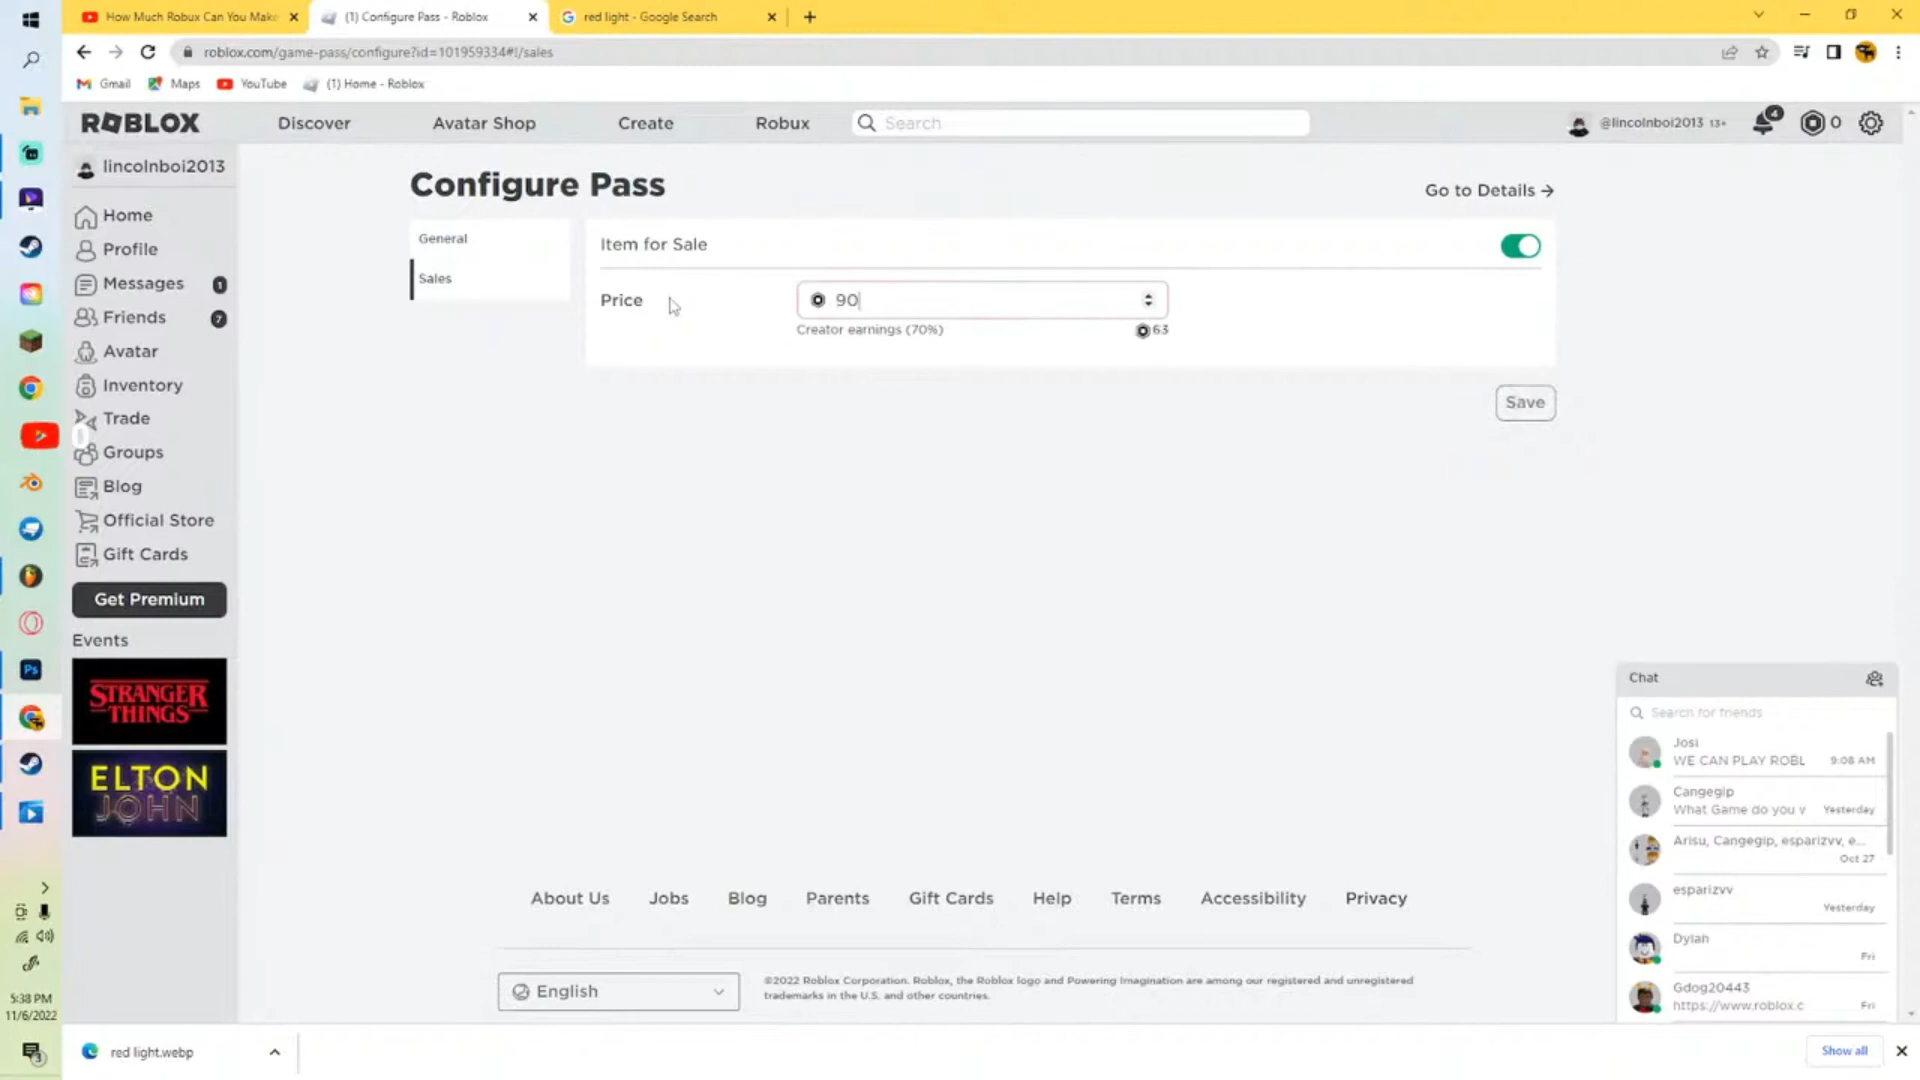 How Much Robux Can You Make
(1) Configure Pass - Roblox
red light - Google Search
roblox.com/game-pass/configure?id=101959334#!/sales
Gmail
Maps
YouTube
(1) Home - Roblox
ROBLOX
Discover
Avatar Shop
Create
Robux
Search
@lincolnboi2013 13+
4
0
lincolnboi2013
Home
Profile
Messages 1
Friends 7
Avatar
Inventory
Trade
Groups
Blog
Official Store
Gift Cards
Get Premium
Events
STRANGER
THINGS
ELTON
JOHN
Configure Pass
Go to Details →
General
Sales
Item for Sale
Price
90
Creator earnings (70%)
63
Save
Chat
Search for friends
Josi
WE CAN PLAY ROBL 9:08 AM
Cangegip
What Game do you v Yesterday
Arisu, Cangegip, esparizvv, e...
Oct 27
esparizvv
Yesterday
Dylah
Fri
Gdog20443
https://www.roblox.c Fri
About Us
Jobs
Blog
Parents
Gift Cards
Help
Terms
Accessibility
Privacy
English
©2022 Roblox Corporation. Roblox, the Roblox logo and Powering Imagination are among our registered and unregistered
trademarks in the U.S. and other countries.
Ps
5:38 PM
11/6/2022
3
red light.webp
Show all